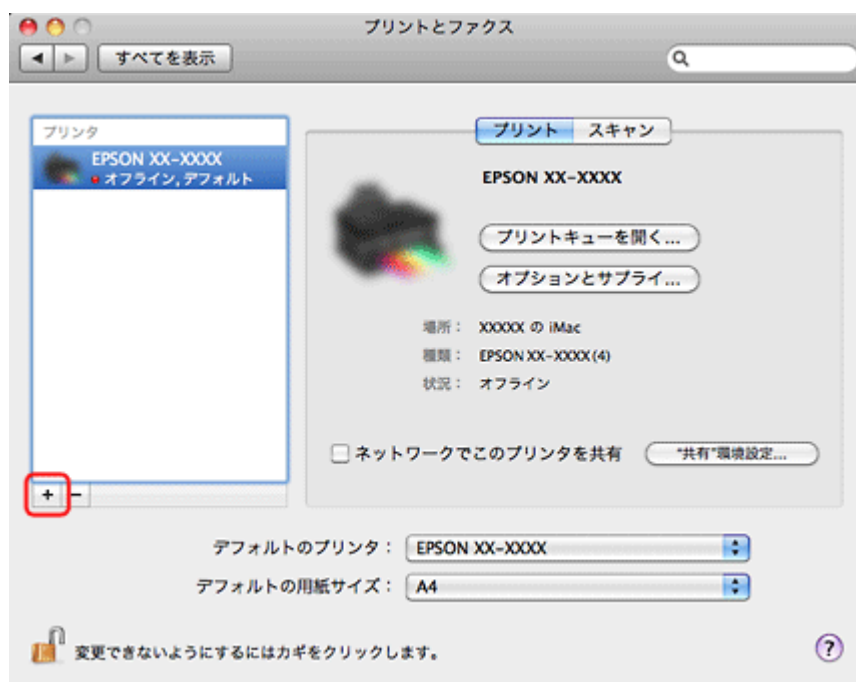 プリントとファクス
すべてを表示
プリンタ
EPSON XX-XXXX
オフライン,デフォルト
プリント スキャン
EPSON XX-XXXX
プリントキューを開く...
オプションとサプライ...
場所： XXXXX の iMac
種類： EPSON XX-XXXX(4)
状況： オフライン
ネットワークでこのプリンタを共有 "共有"環境設定...
+ −
デフォルトのプリンタ： EPSON XX-XXXX
デフォルトの用紙サイズ： A4
変更できないようにするにはカギをクリックします。 ?